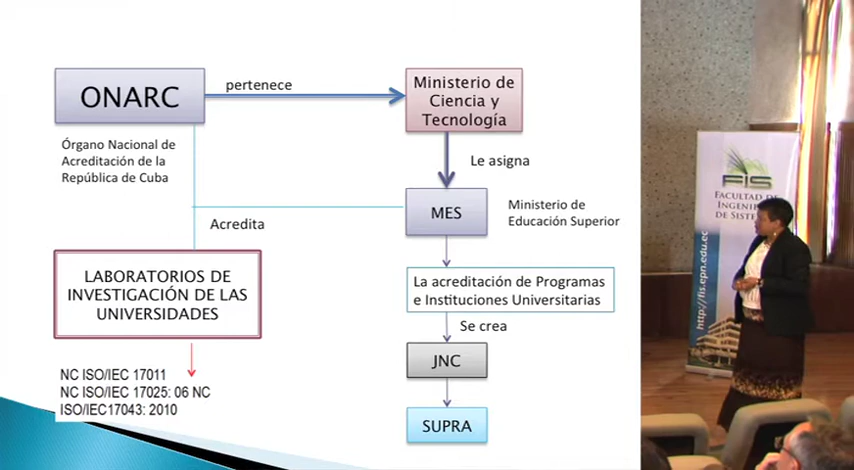 ONARC
pertenece
Ministerio de
Ciencia y
Tecnología
Órgano Nacional de
Acreditación de la
República de Cuba
Le asigna
MES
Ministerio de
Educación Superior
Acredita
LABORATORIOS DE
INVESTIGACIÓN DE LAS
UNIVERSIDADES
La acreditación de Programas
e Instituciones Universitarias
Se crea
JNC
SUPRA
NC ISO/IEC 17011
NC ISO/IEC 17025: 06 NC
ISO/IEC17043: 2010
FIS
FACULTAD DE
DE
http://fis.epn.edu.ec